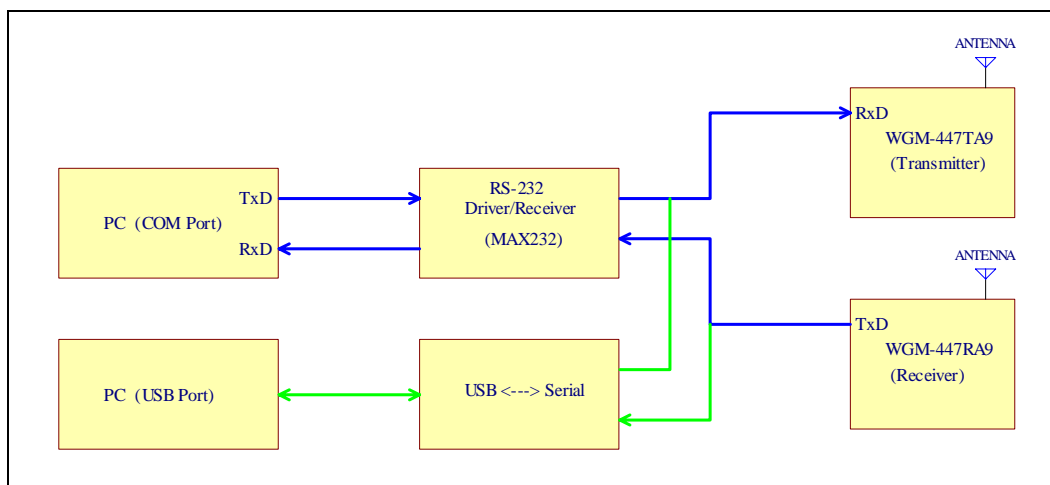 ANTENNA
RxD
WGM-447TA9
(Transmitter)
TxD
PC (COM Port)
RxD
RS-232
Driver/Receiver
(MAX232)
ANTENNA
TxD
WGM-447RA9
(Receiver)
PC (USB Port)
USB <---> Serial